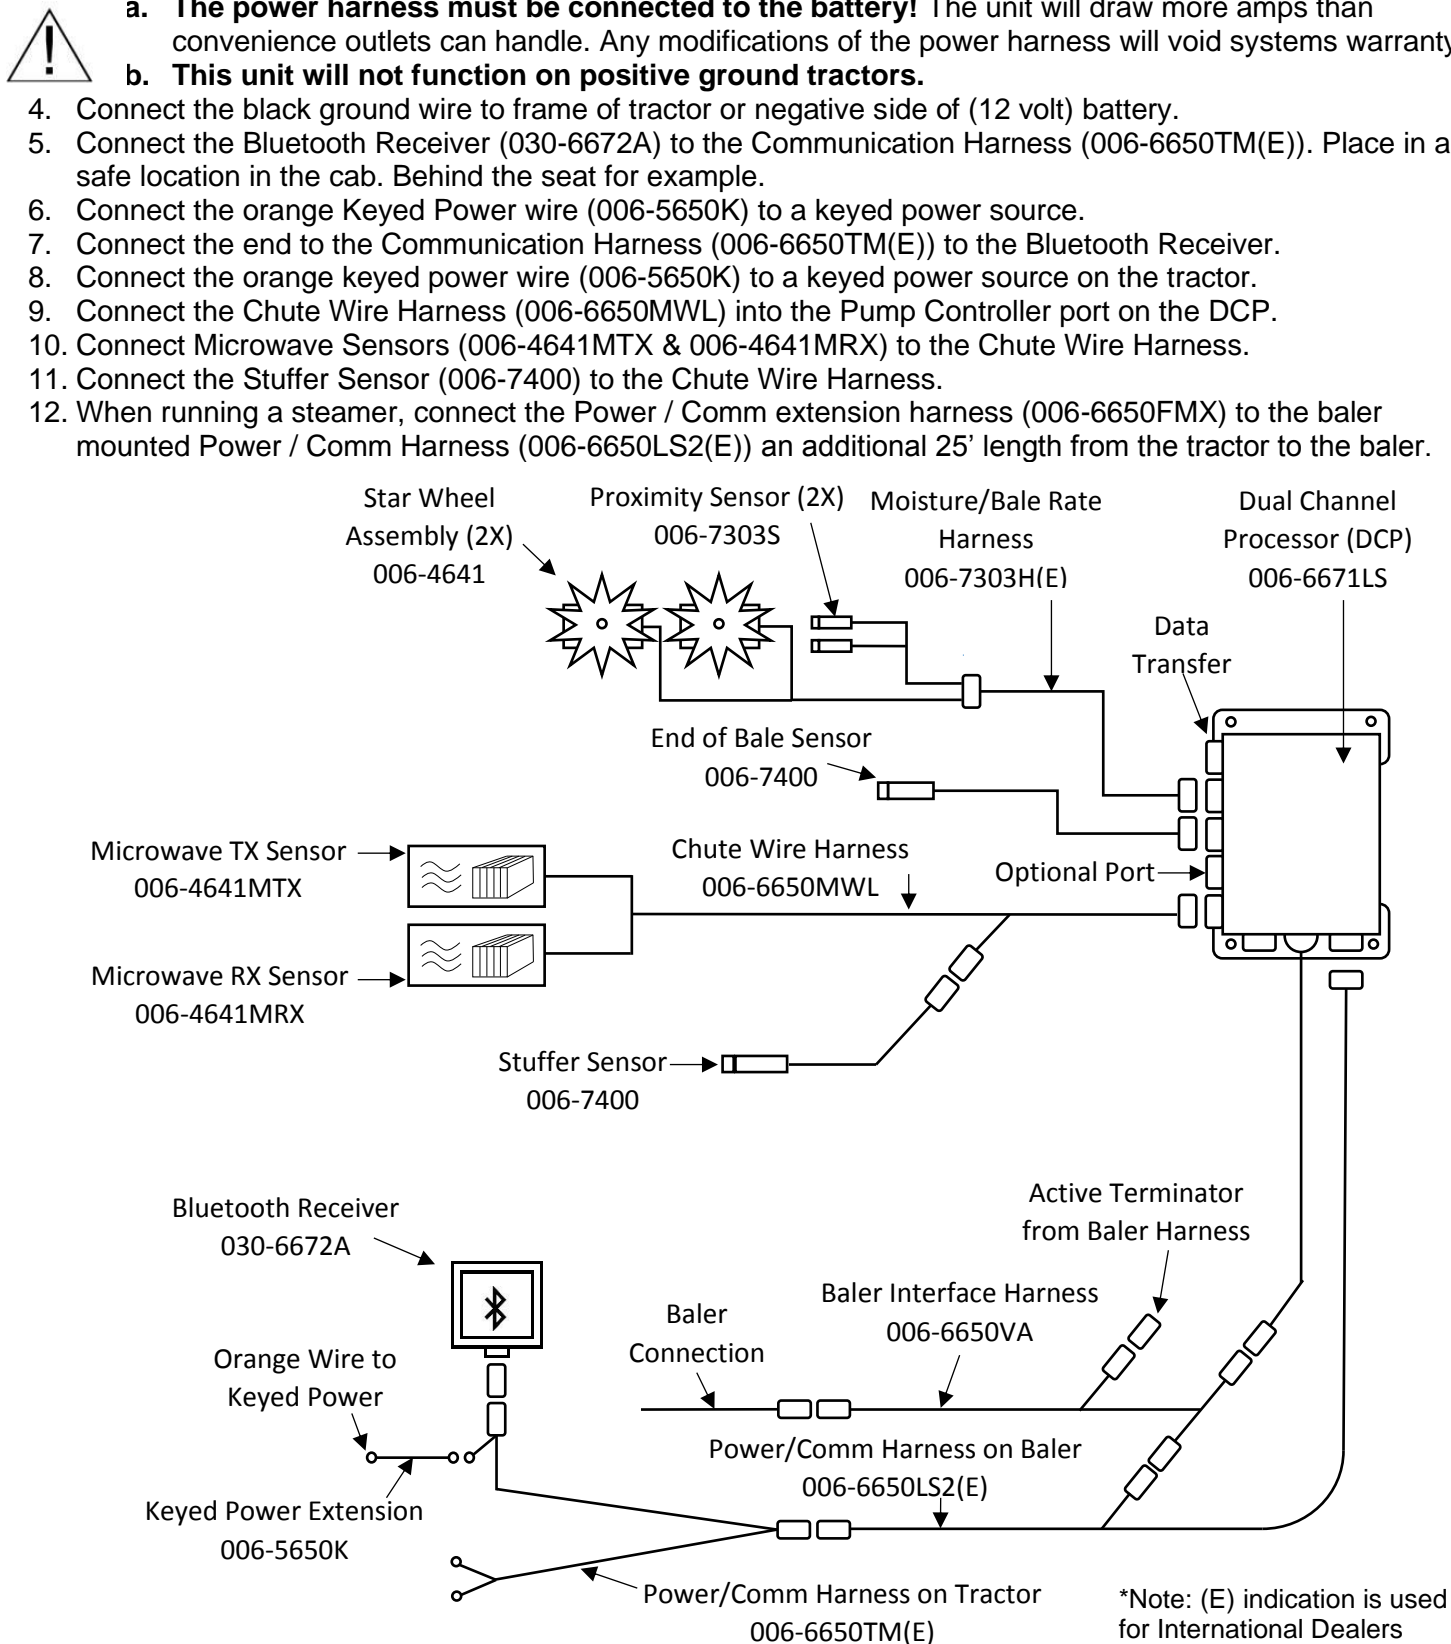 a. The power harness must be connected to the battery! The unit will draw more amps than
convenience outlets can handle. Any modifications of the power harness will void systems warranty
b. This unit will not function on positive ground tractors.
4. Connect the black ground wire to frame of tractor or negative side of (12 volt) battery.
5. Connect the Bluetooth Receiver (030-6672A) to the Communication Harness (006-6650TM(E)). Place in a
safe location in the cab. Behind the seat for example.
6. Connect the orange Keyed Power wire (006-5650K) to a keyed power source.
7. Connect the end to the Communication Harness (006-6650TM(E)) to the Bluetooth Receiver.
8. Connect the orange keyed power wire (006-5650K) to a keyed power source on the tractor.
9. Connect the Chute Wire Harness (006-6650MWL) into the Pump Controller port on the DCP.
10. Connect Microwave Sensors (006-4641MTX & 006-4641MRX) to the Chute Wire Harness.
11. Connect the Stuffer Sensor (006-7400) to the Chute Wire Harness.
12. When running a steamer, connect the Power / Comm extension harness (006-6650FMX) to the baler
mounted Power / Comm Harness (006-6650LS2(E)) an additional 25' length from the tractor to the baler.
Star Wheel
Assembly (2X)
006-4641
Proximity Sensor (2X)
006-7303S
Moisture/Bale Rate
Harness
006-7303H(E)
Dual Channel
Processor (DCP)
006-6671LS
Data
Transfer
End of Bale Sensor
006-7400
Microwave TX Sensor
006-4641MTX
Chute Wire Harness
006-6650MWL
Optional Port
Microwave RX Sensor
006-4641MRX
Stuffer Sensor
006-7400
Active Terminator
from Baler Harness
Bluetooth Receiver
030-6672A
Baler Interface Harness
006-6650VA
Baler
Connection
Orange Wire to
Keyed Power
Power/Comm Harness on Baler
006-6650LS2(E)
Keyed Power Extension
006-5650K
Power/Comm Harness on Tractor
006-6650TM(E)
*Note: (E) indication is used
for International Dealers